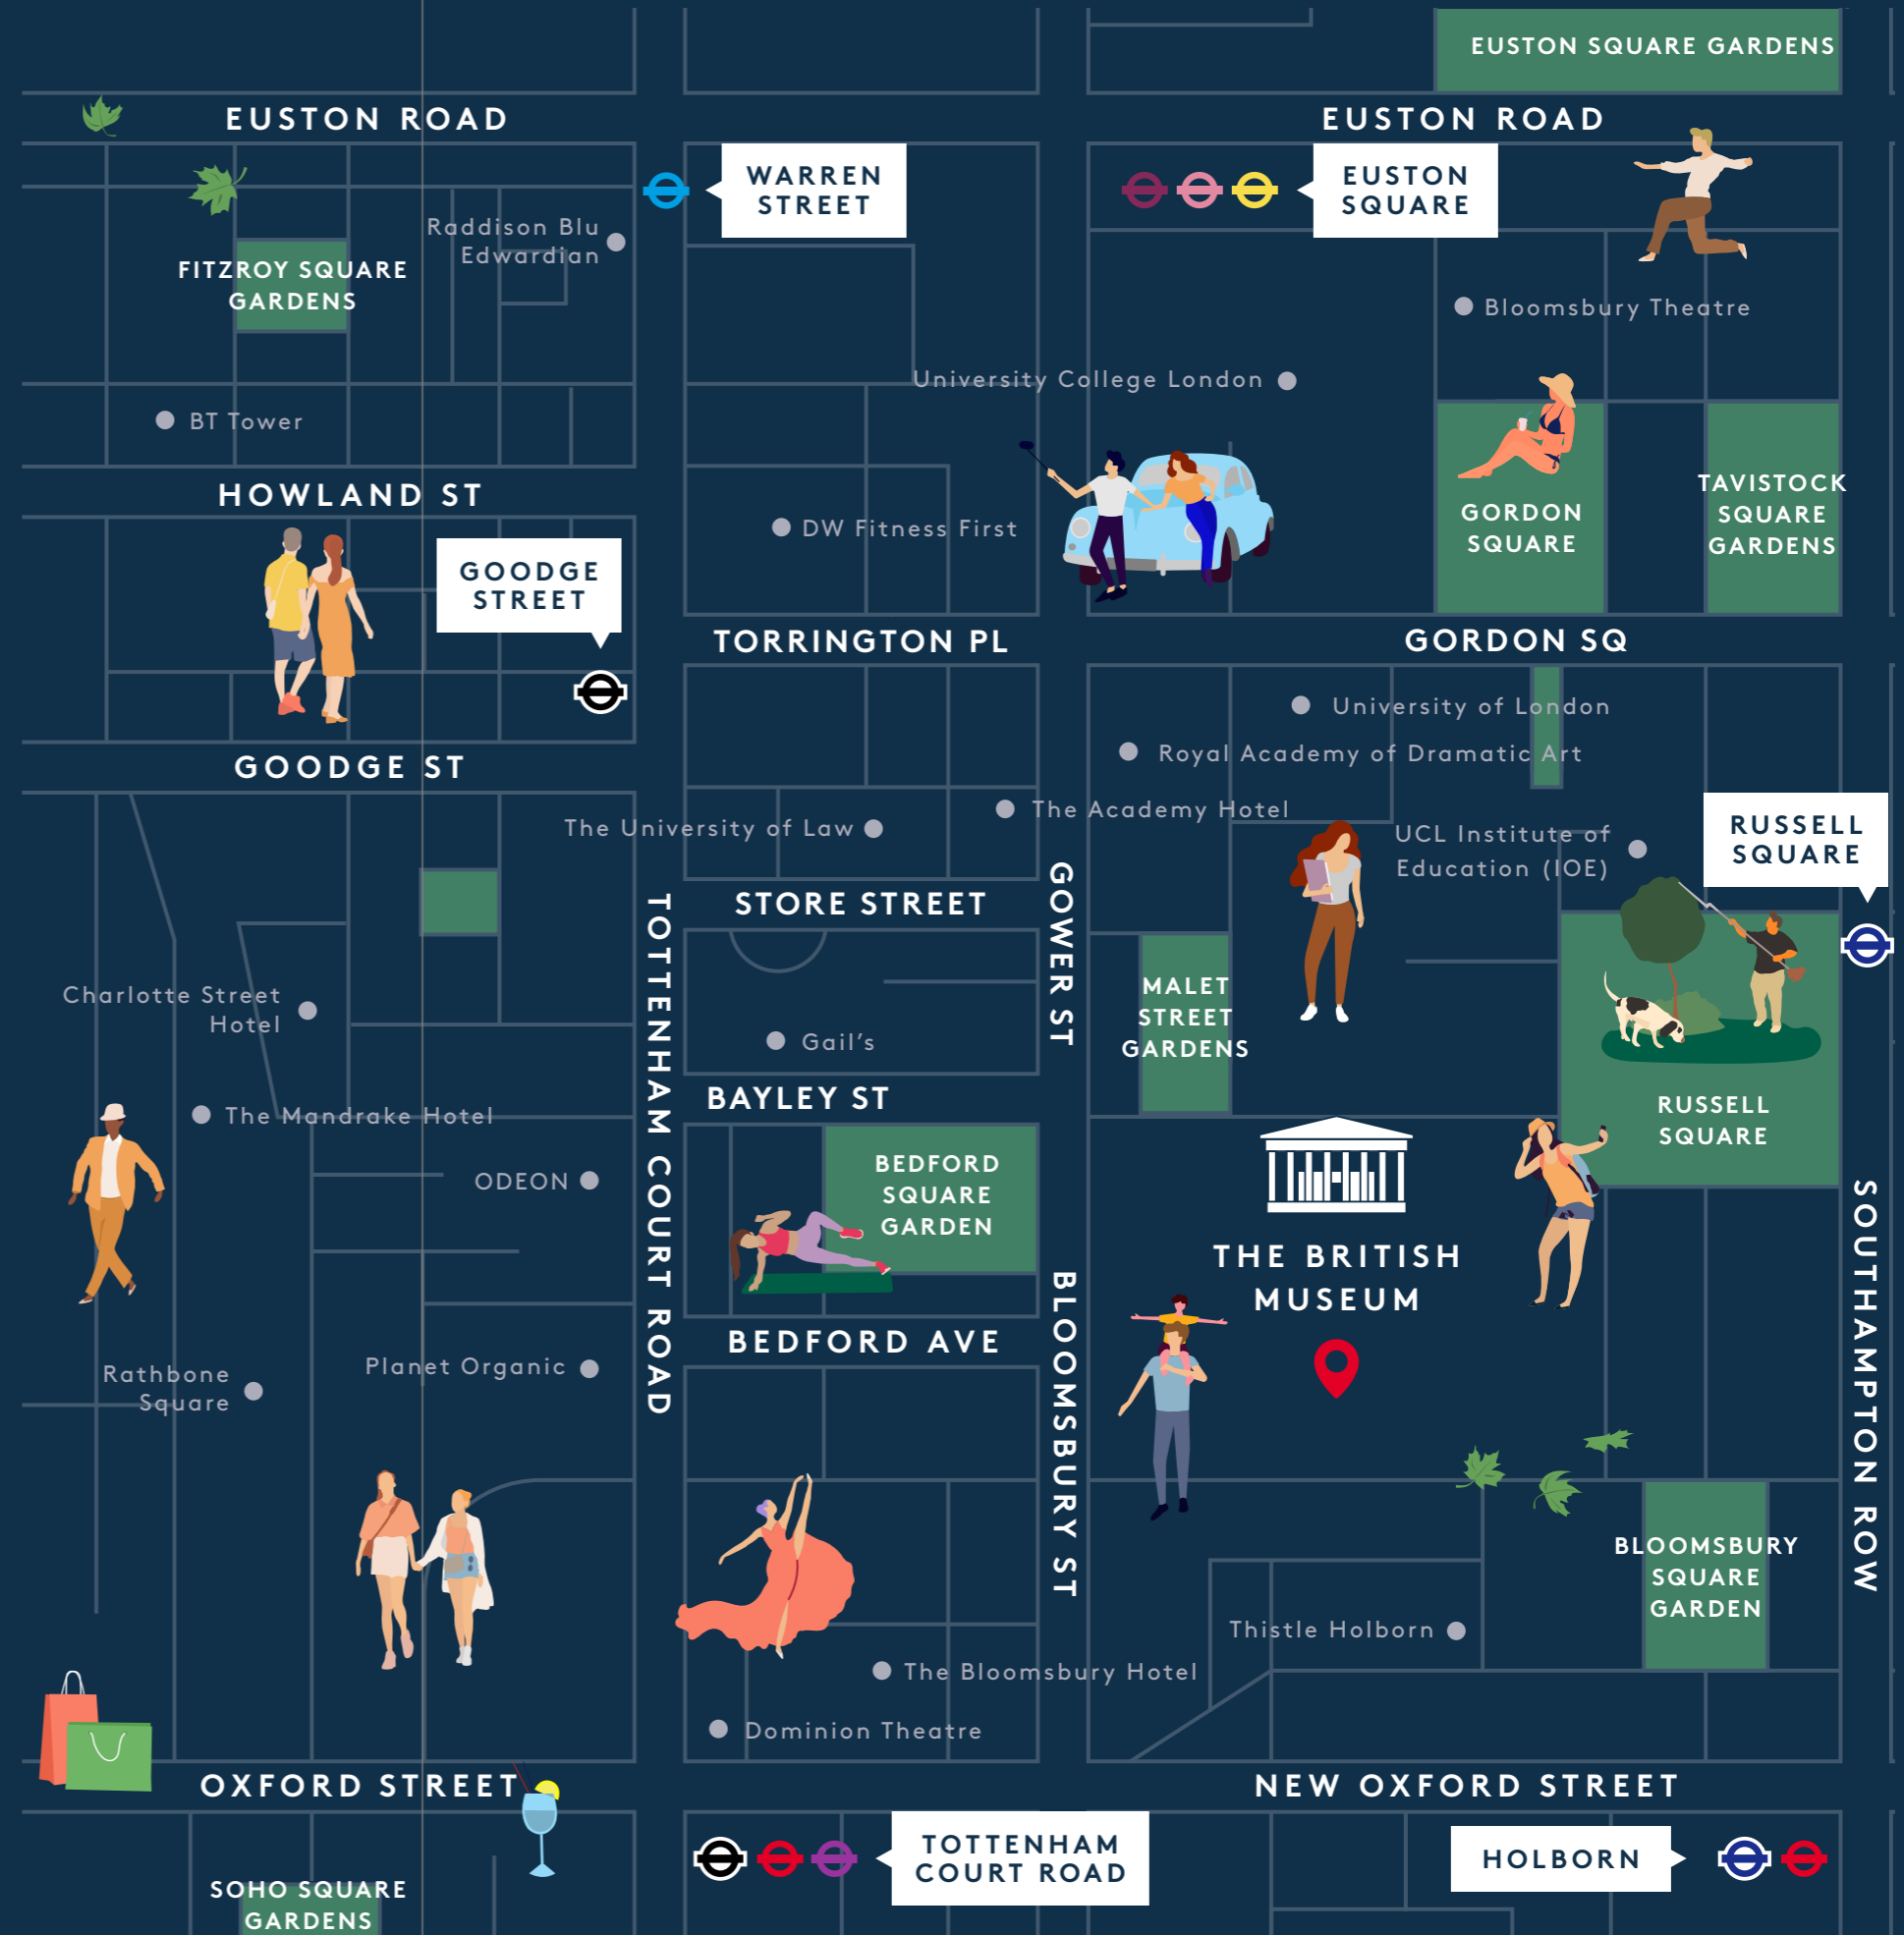 EUSTON SQUARE GARDENS
EUSTON ROAD
EUSTON ROAD
WARREN
STREET
EUSTON
SQUARE
Raddison Blu
Edwardian
FITZROY SQUARE
GARDENS
Bloomsbury Theatre
University College London
BT Tower
HOWLAND ST
TAVISTOCK
SQUARE
GARDENS
GORDON
SQUARE
DW Fitness First
GOODGE
STREET
TORRINGTON PL
GORDON SQ
University of London
Royal Academy of Dramatic Art
GOODGE ST
The Academy Hotel
The University of Law
UCL Institute of
Education (IOE)
RUSSELL
SQUARE
STORE STREET
GOWER ST
TOTTENHAM COURT ROAD
Charlotte Street
Hotel
MALET
STREET
GARDENS
Gail’s
BAYLEY ST
The Mandrake Hotel
RUSSELL
SQUARE
ODEON
BEDFORD
SQUARE
GARDEN
THE BRITISH
MUSEUM
SOUTHAMPTON ROW
BLOOMSBURY ST
BEDFORD AVE
Planet Organic
Rathbone
Square
BLOOMSBURY
SQUARE
GARDEN
Thistle Holborn
The Bloomsbury Hotel
Dominion Theatre
OXFORD STREET
NEW OXFORD STREET
TOTTENHAM
COURT ROAD
HOLBORN
SOHO SQUARE
GARDENS